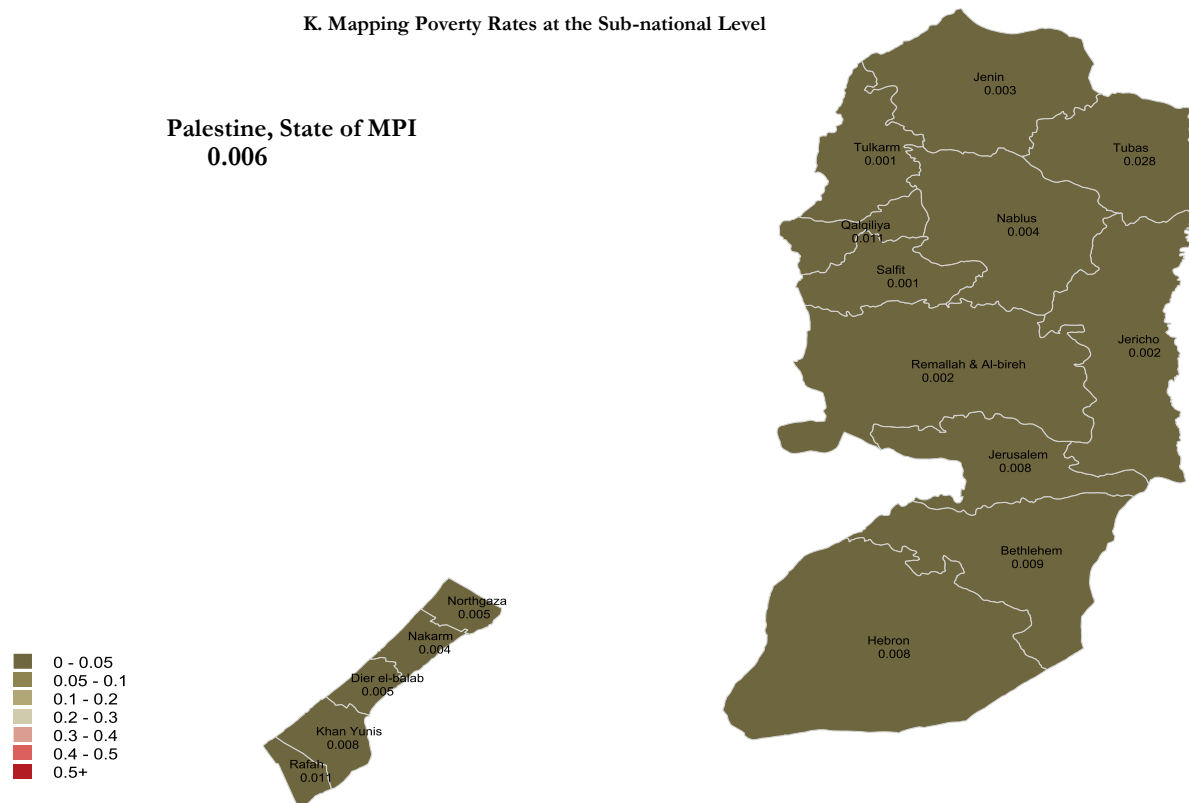 K. Mapping Poverty Rates at the Sub-national Level
Palestine, State of MPI
0.006
Jenin
0.003
Tulkarm
0.001
Tubas
0.028
Qalqiliya
0.011
Nablus
0.004
Salfit
0.001
Jericho
0.002
Remallah & Al-bireh
0.002
Jerusalem
0.008
Bethlehem
0.009
Hebron
0.008
Northgaza
0.005
Nakarm
0.004
Dier el-balab
0.005
Khan Yunis
0.008
Rafah
0.011
0 - 0.05
0.05 - 0.1
0.1 - 0.2
0.2 - 0.3
0.3 - 0.4
0.4 - 0.5
0.5+